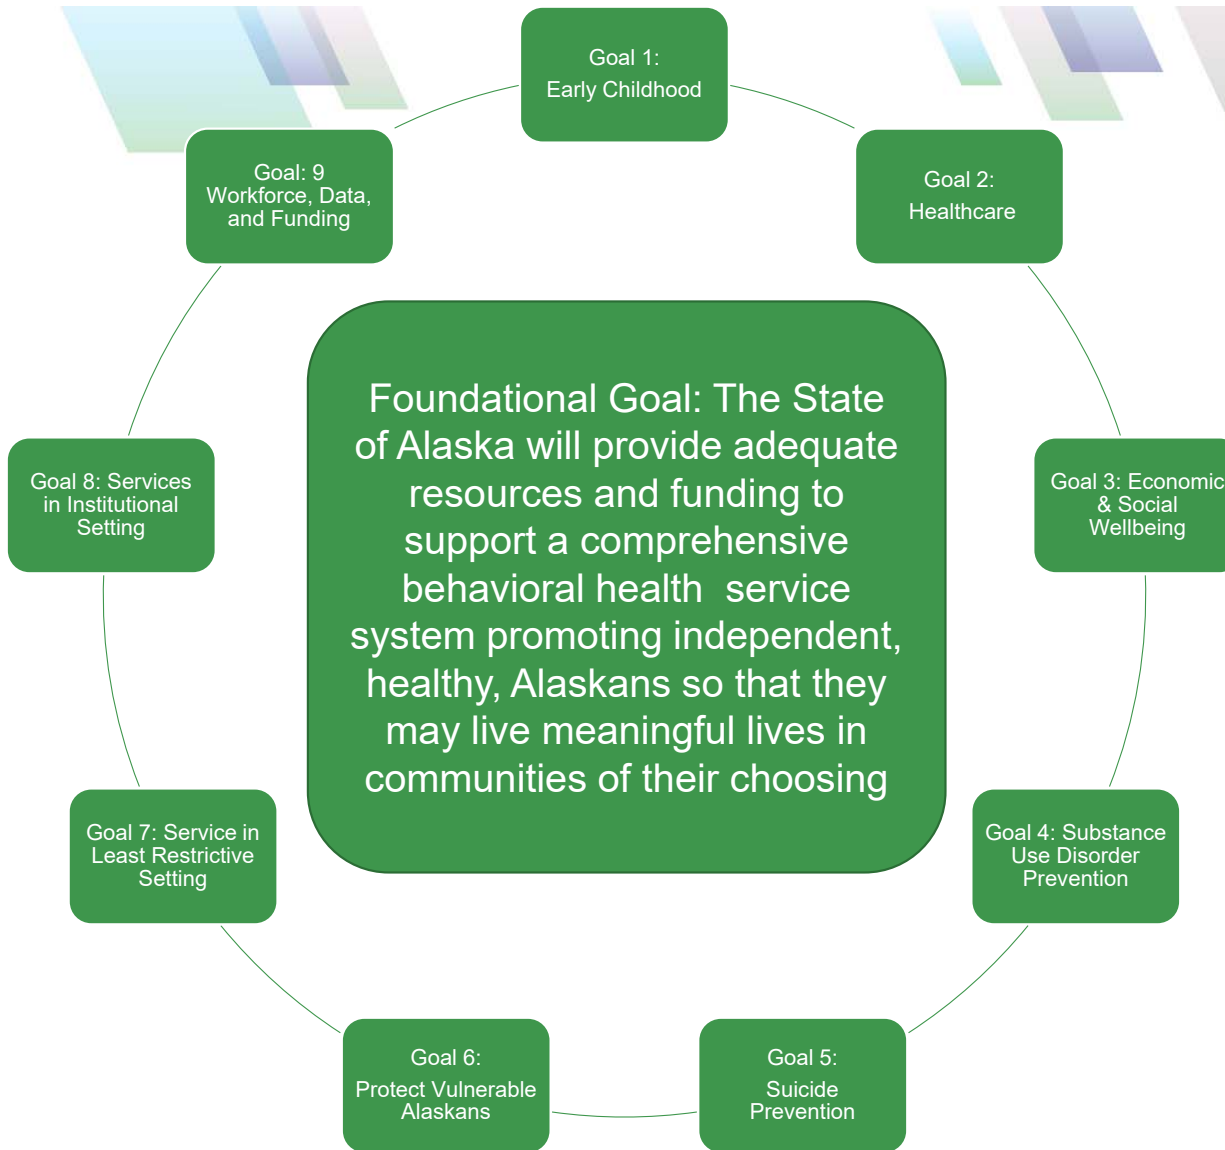 Goal 1:
Early Childhood
Goal 2:
Healthcare
Goal 3: Economic
& Social
Wellbeing
Goal 4: Substance
Use Disorder
Prevention
Goal 5:
Suicide
Prevention
Goal 6:
Protect Vulnerable
Alaskans
Goal 7: Service in
Least Restrictive
Setting
Goal 8: Services
in Institutional
Setting
Goal: 9
Workforce, Data,
and Funding
Foundational Goal: The State
of Alaska will provide adequate
resources and funding to
support a comprehensive
behavioral health  service
system promoting independent,
healthy, Alaskans so that they
may live meaningful lives in
communities of their choosing